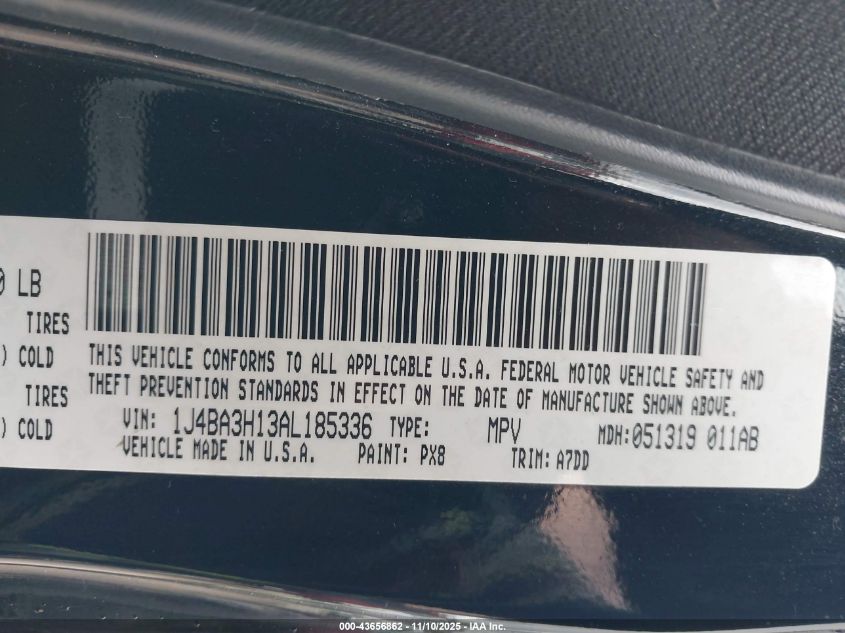 0 LB
TIRES
) COLD
TIRES
) COLD
THIS VEHICLE CONFORMS TO ALL APPLICABLE U.S.A. FEDERAL MOTOR VEHICLE SAFETY AND
THEFT PREVENTION STANDARDS IN EFFECT ON THE DATE OF MANUFACTURE SHOWN ABOVE.
VIN: 1J4BA3H13AL185336 TYPE: MPV MDH:051319 011AB
VEHICLE MADE IN U.S.A. PAINT: PX8 TRIM: A7DD
000-43656862 - 11/10/2025 - IAA Inc.